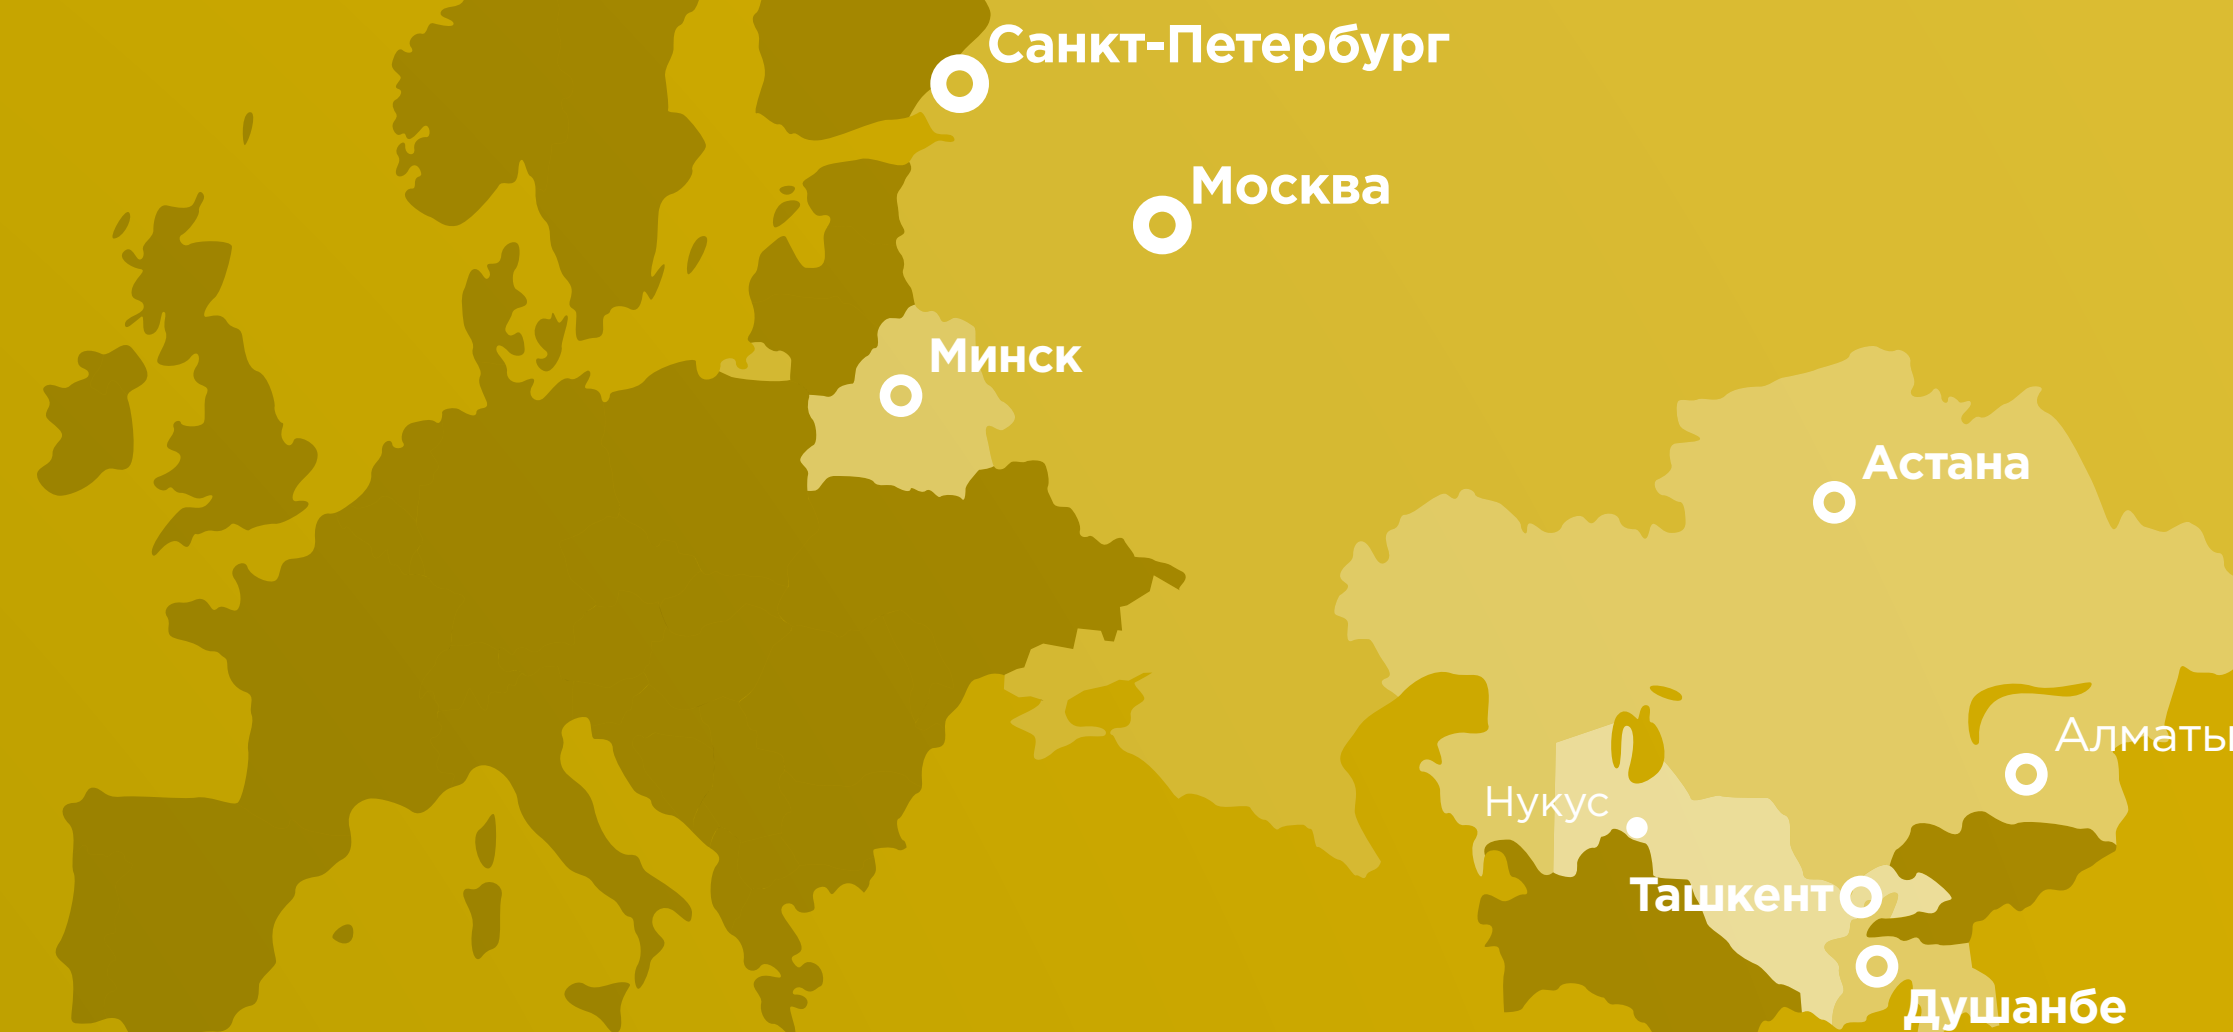 Санкт-Петербург
Москва
Минск
Астана
Алматы
Нукус
Ташкент
Душанбе